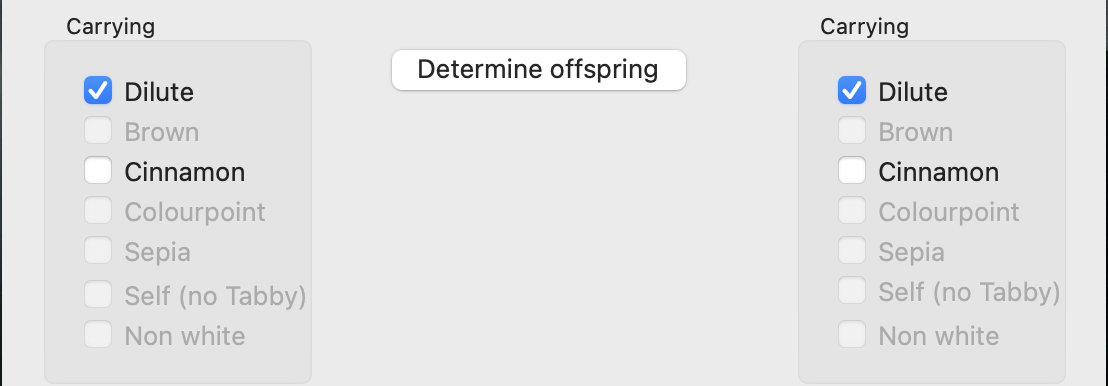 Carrying
Dilute
Brown
Cinnamon
Colourpoint
Sepia
Self (no Tabby)
Non white
Determine offspring
Carrying
Dilute
Brown
Cinnamon
Colourpoint
Sepia
Self (no Tabby)
Non white